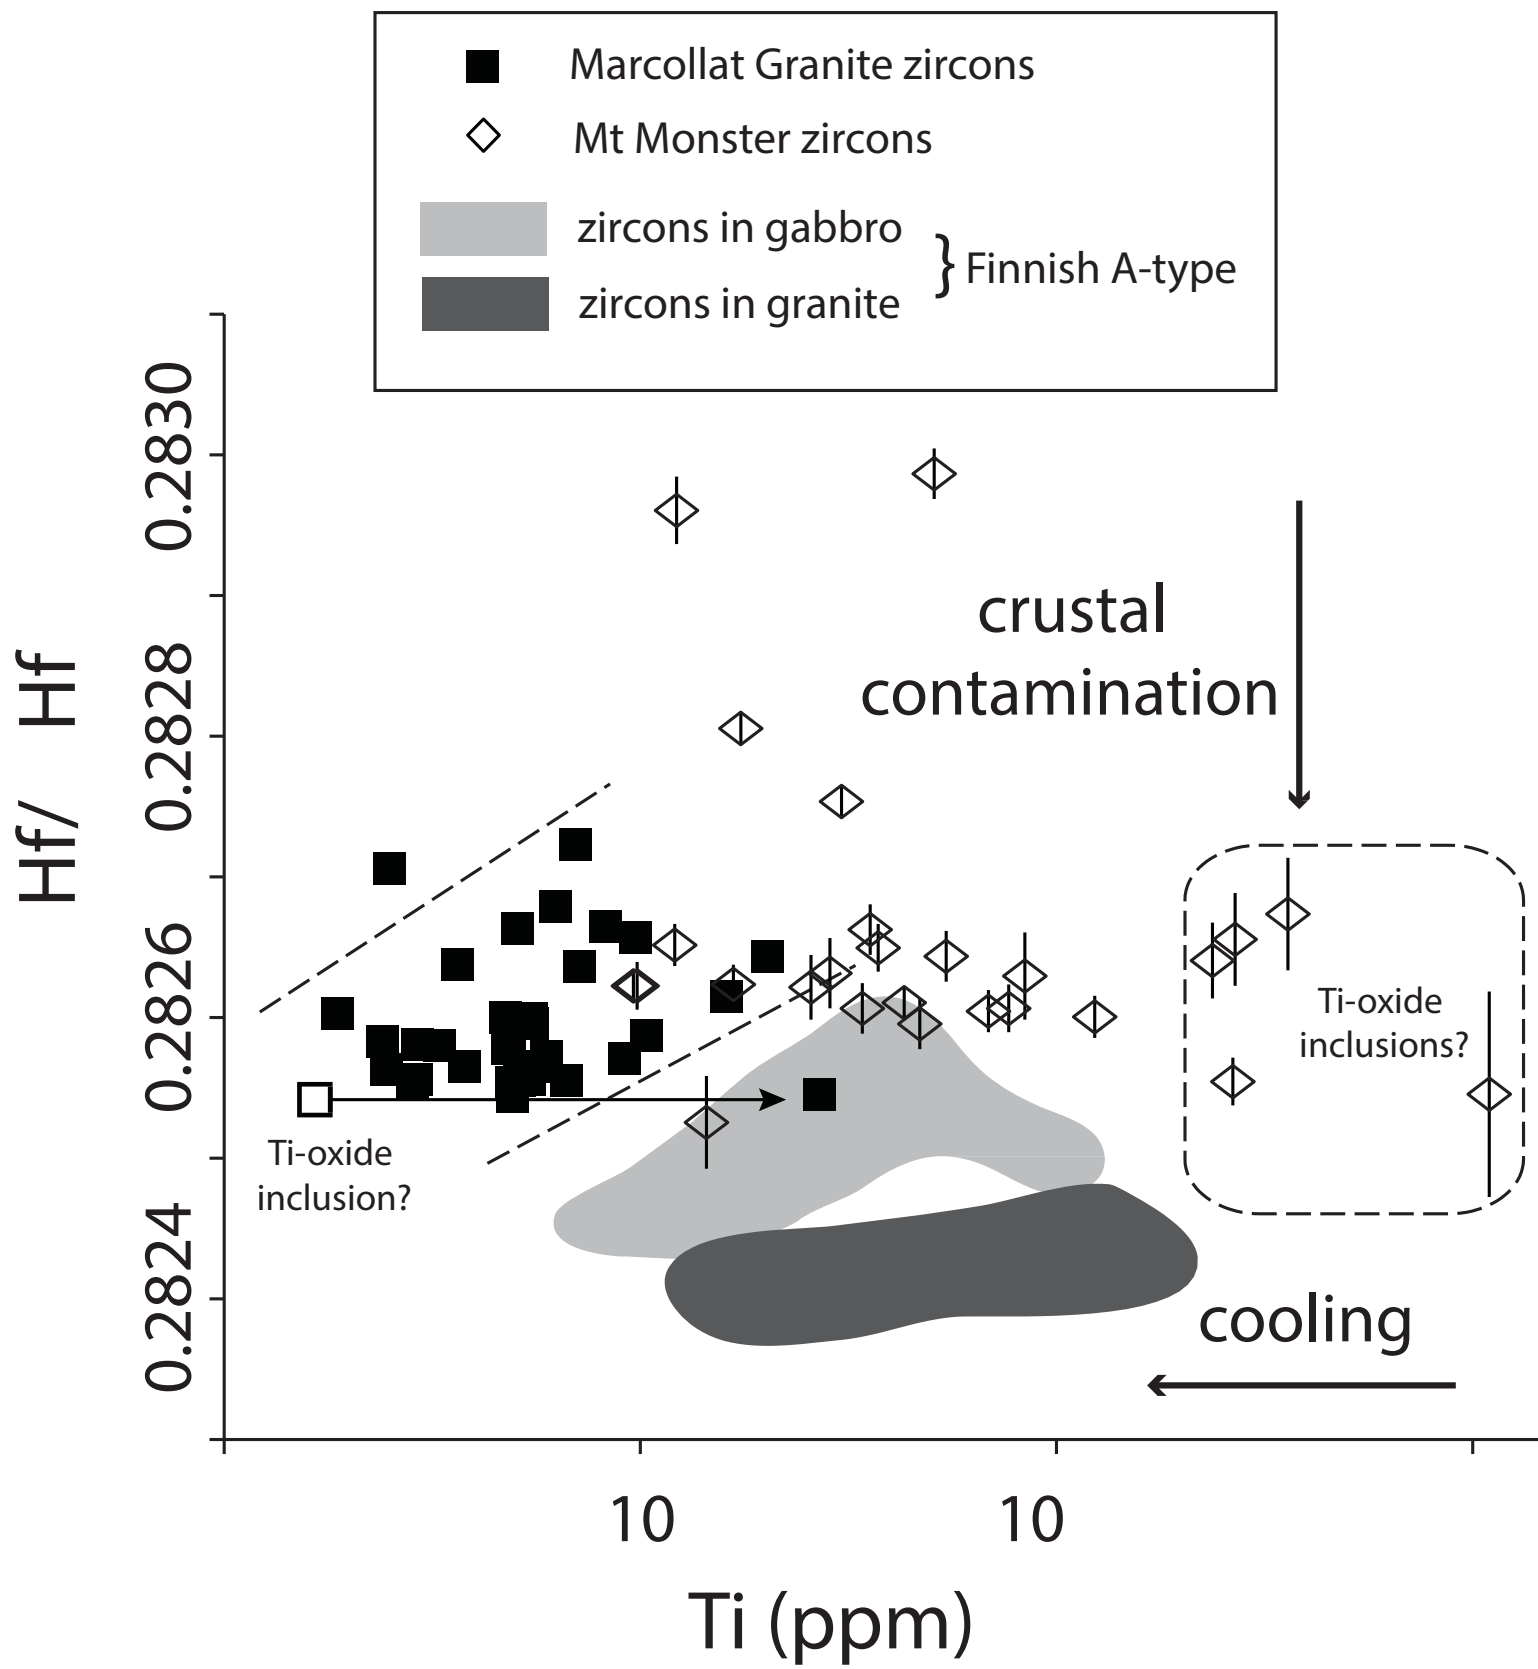 Marcollat Granite zircons
Mt Monster zircons
zircons in gabbro
zircons in granite
} Finnish A-type
0.2830
0.2828
0.2826
0.2824
Hf/ Hf
crustal
contamination
Ti-oxide
inclusions?
Ti-oxide
inclusion?
cooling
10
10
Ti (ppm)